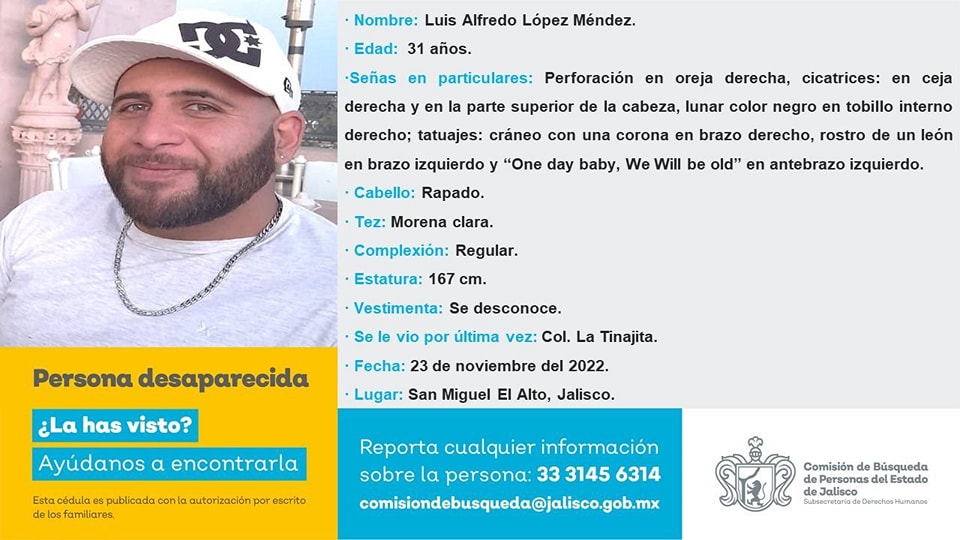 · Nombre: Luis Alfredo López Méndez.
· Edad: 31 años.
·Señas en particulares: Perforación en oreja derecha, cicatrices: en ceja
derecha y en la parte superior de la cabeza, lunar color negro en tobillo interno
derecho; tatuajes: cráneo con una corona en brazo derecho, rostro de un león
en brazo izquierdo y “One day baby, We Will be old” en antebrazo izquierdo.
· Cabello: Rapado.
· Tez: Morena clara.
· Complexión: Regular.
· Estatura: 167 cm.
· Vestimenta: Se desconoce.
· Se le vio por última vez: Col. La Tinajita.
· Fecha: 23 de noviembre del 2022.
· Lugar: San Miguel El Alto, Jalisco.
Persona desaparecida
¿La has visto?
Ayúdanos a encontrarla
Esta cédula es publicada con la autorización por escrito
de los familiares.
Reporta cualquier información
sobre la persona: 33 3145 6314
comisiondebusqueda@jalisco.gob.mx
Comisión de Búsqueda
de Personas del Estado
de Jalisco
Subsecretaría de Derechos Humanos